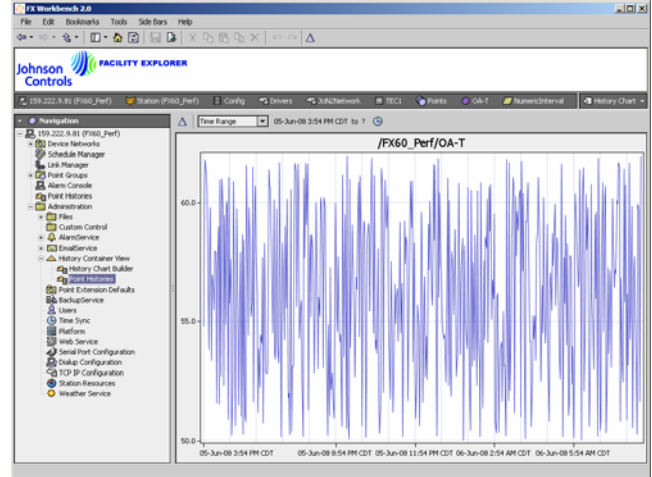 FX Workbench 2.0
File Edit Bookmarks Tools Side Bars Help
Johnson Controls
FACILITY EXPLORER
159.222.9.81 (FX60_Perf) Station (FX60_Perf) Config Drivers JciN2Network TEC1 Points OA-T NumericInterval History Chart
Navigation
Time Range 05-Jun-08 3:54 PM CDT to ?
159.222.9.81 (FX60_Perf)
Device Networks
Schedule Manager
Link Manager
Point Groups
Alarm Console
Point Histories
Administration
Files
Custom Control
AlarmService
EmailService
History Container View
History Chart Builder
Point Histories
Point Extension Defaults
BackupService
Users
Time Sync
Platform
Web Service
Serial Port Configuration
Dialup Configuration
TCP IP Configuration
Station Resources
Weather Service
/FX60_Perf/OA-T
60.0
55.0
50.0
05-Jun-08 3:54 PM CDT 05-Jun-08 8:54 PM CDT 05-Jun-08 11:54 PM CDT 06-Jun-08 2:54 AM CDT 06-Jun-08 5:54 AM CDT